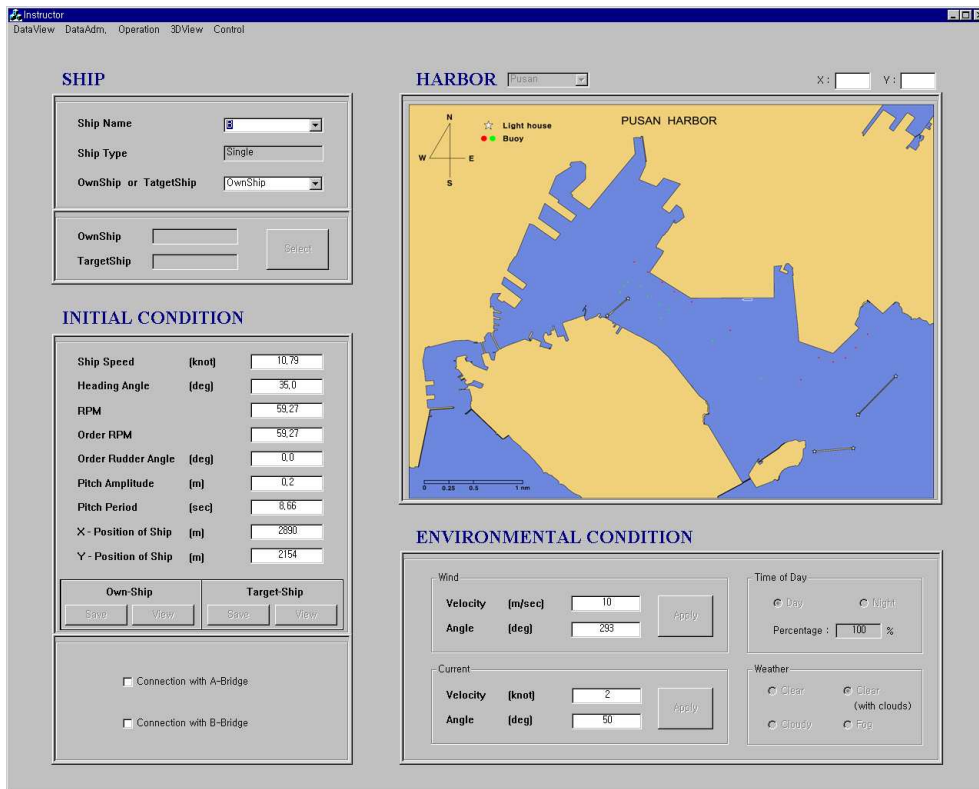 Instructor
DataView DataAdm, Operation 3DView Control
SHIP
Ship Name 8
Ship Type Single
OwnShip or TatgetShip OwnShip
OwnShip
TargetShip
Select
INITIAL CONDITION
Ship Speed (knot) 10,79
Heading Angle (deg) 35,0
RPM 59,27
Order RPM 59,27
Order Rudder Angle (deg) 0,0
Pitch Amplitude (m) 0,2
Pitch Period (sec) 8,66
X - Position of Ship (m) 2890
Y - Position of Ship (m) 2154
Own-Ship Target-Ship
Save View Save View
Connection with A-Bridge
Connection with B-Bridge
HARBOR Pusan X : Y :
N
W E
S
Light house
Buoy
PUSAN HARBOR
0 0.25 0.5 1 nm
ENVIRONMENTAL CONDITION
Wind
Velocity (m/sec) 10
Angle (deg) 293
Apply
Current
Velocity (knot) 2
Angle (deg) 50
Apply
Time of Day
Day Night
Percentage : 100 %
Weather
Clear Clear
(with clouds)
Cloudy Fog